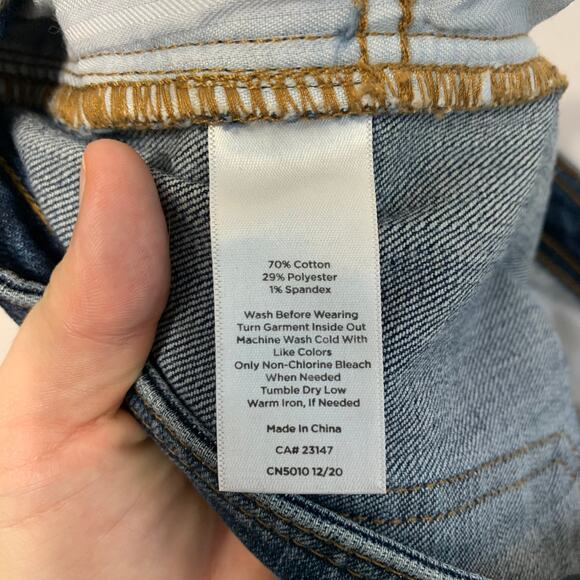 70% Cotton
29% Polyester
1% Spandex
Wash Before Wearing
Turn Garment Inside Out
Machine Wash Cold With
Like Colors
Only Non-Chlorine Bleach
When Needed
Tumble Dry Low
Warm Iron, If Needed
Made In China
CA# 23147
CN5010 12/20